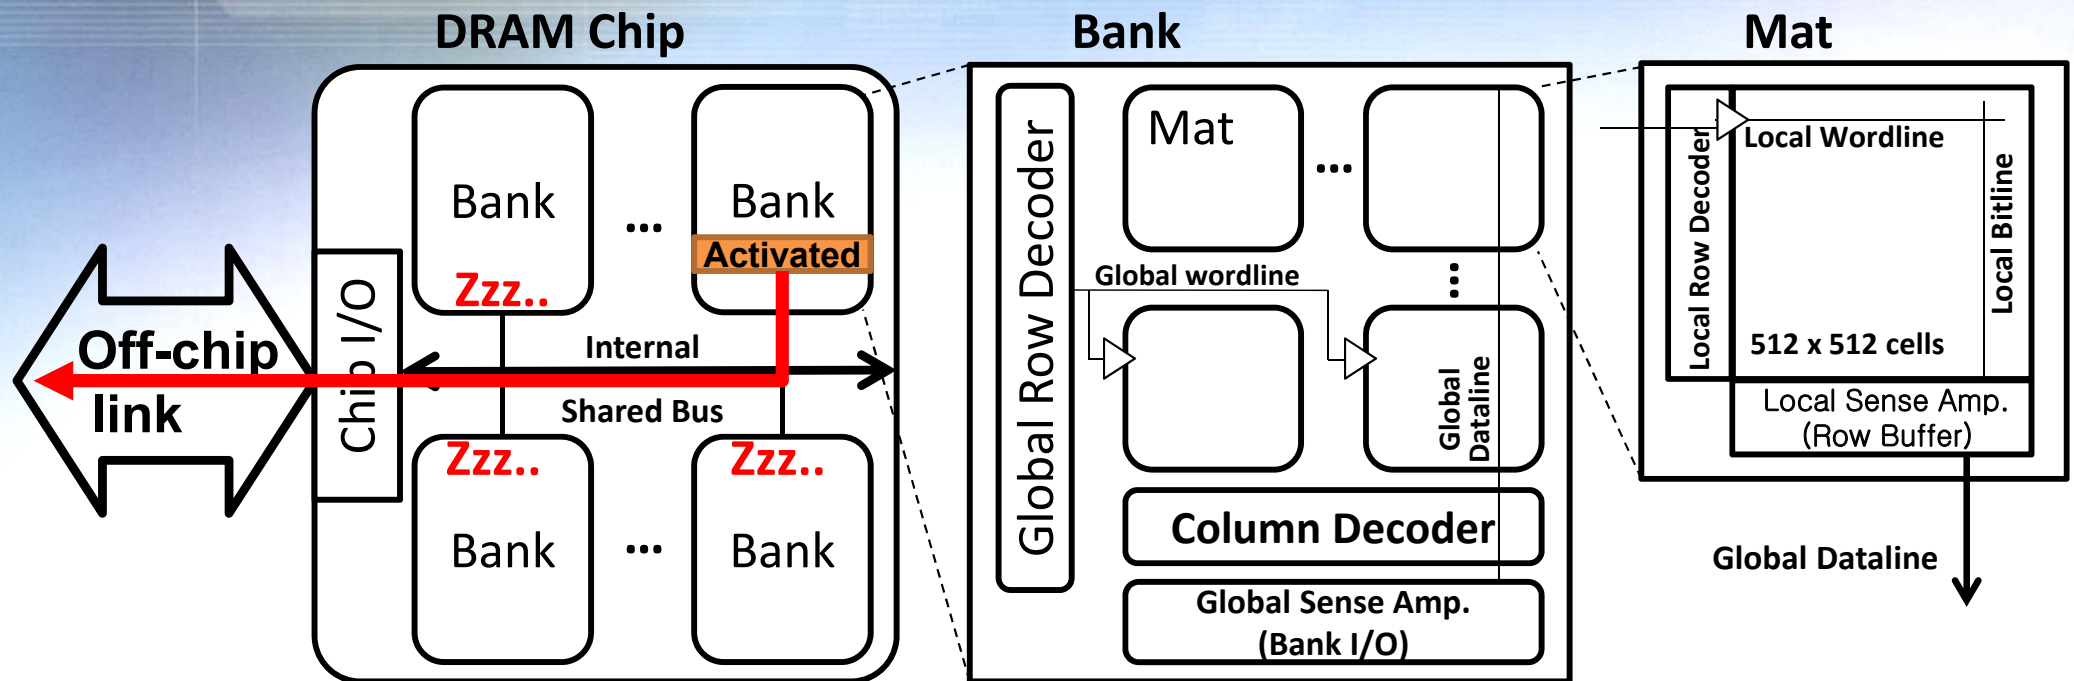 DRAM Chip
Bank
...
Bank
Activated
Zzz..
Chip I/O
Off-chip
link
Internal
Shared Bus
Zzz..
Zzz..
Bank
...
Bank
Bank
Global Row Decoder
Mat
...
...
Global wordline
Global
Dataline
Column Decoder
Global Sense Amp.
(Bank I/O)
Mat
Local Row Decoder
Local Wordline
Local Bitline
512 x 512 cells
Local Sense Amp.
(Row Buffer)
Global Dataline